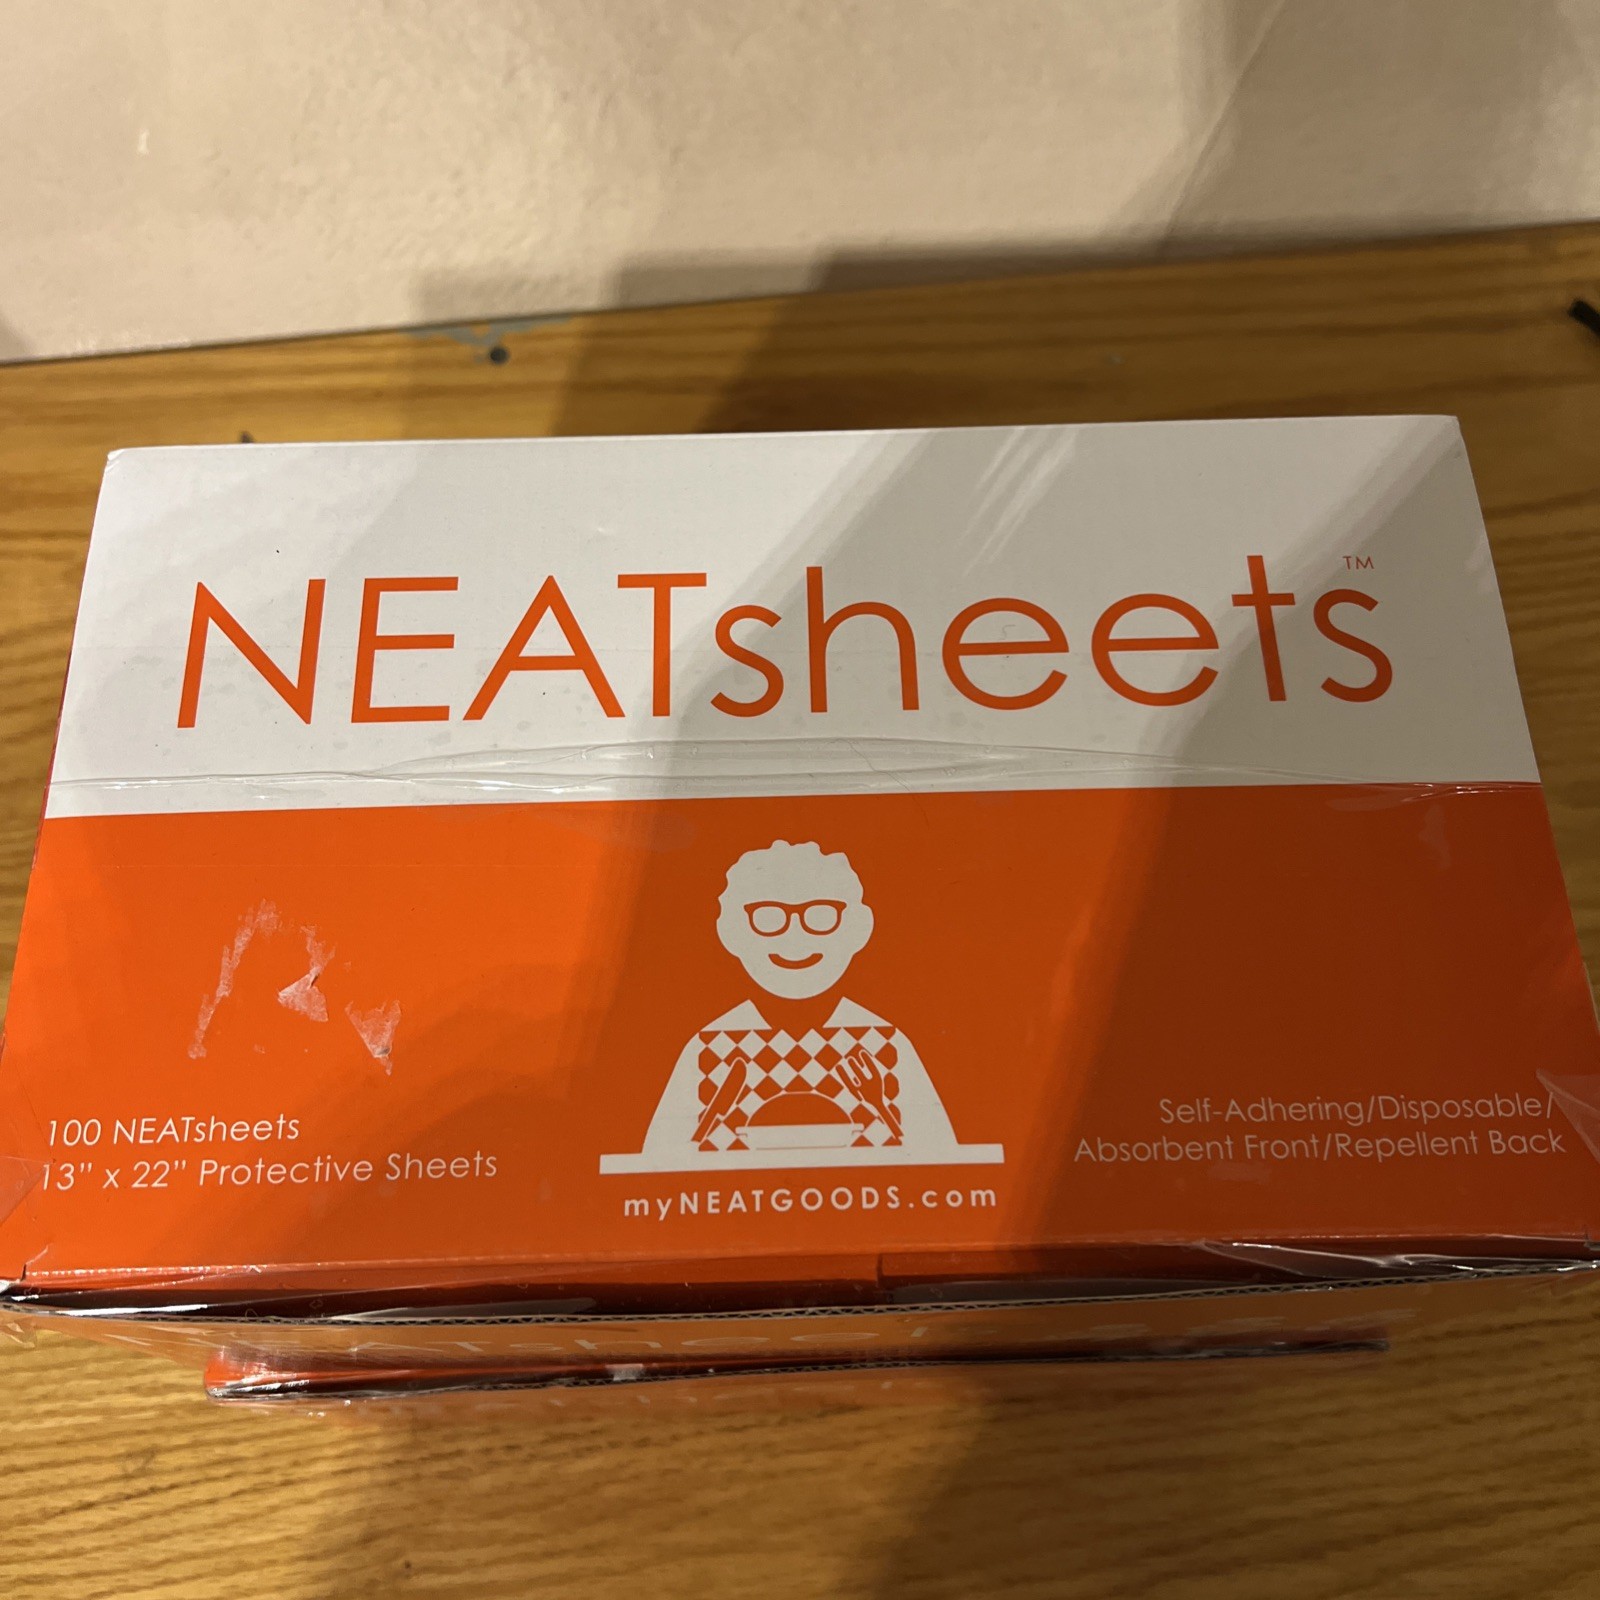 NEATsheets™
100 NEATsheets
13" x 22" Protective Sheets
myNEATGOODS.com
Self-Adhering/Disposable/
Absorbent Front/Repellent Back